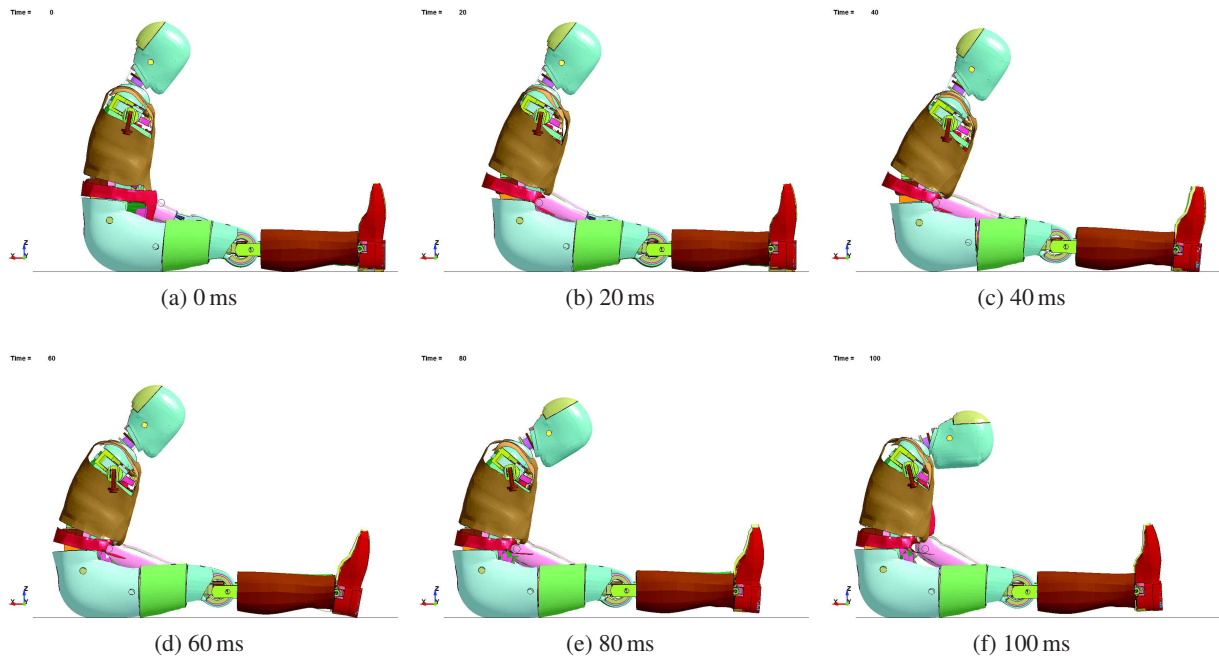 Time = 0
Time = 20
Time = 40
Z
X Y
Z
X Y
Z
X Y
(a) 0 ms
(b) 20 ms
(c) 40 ms
Time = 60
Time = 80
Time = 100
Z
X Y
Z
X Y
Z
X Y
(d) 60 ms
(e) 80 ms
(f) 100 ms